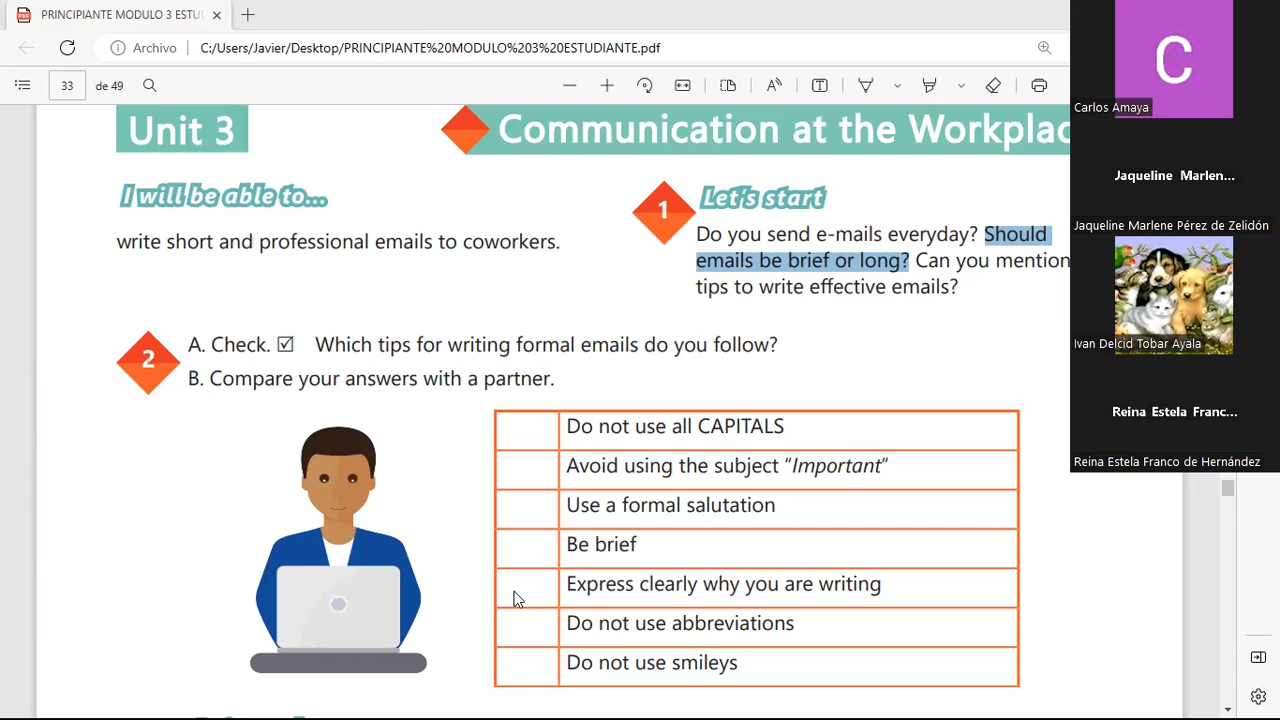 PRINCIPIANTE MODULO 3 ESTU
Archivo C:/Users/Javier/Desktop/PRINCIPIANTE%20MODULO%203%20ESTUDIANTE.pdf
33 de 49
Unit 3
Communication at the Workplac
I will be able to...
write short and professional emails to coworkers.
1 Let's start
Do you send e-mails everyday? Should
emails be brief or long? Can you mention
tips to write effective emails?
2
A. Check. ☑ Which tips for writing formal emails do you follow?
B. Compare your answers with a partner.
Do not use all CAPITALS
Avoid using the subject “Important”
Use a formal salutation
Be brief
Express clearly why you are writing
Do not use abbreviations
Do not use smileys
C
Carlos Amaya
Jaqueline Marlen...
Jaqueline Marlene Pérez de Zelidón
Ivan Delcid Tobar Ayala
Reina Estela Franc...
Reina Estela Franco de Hernández